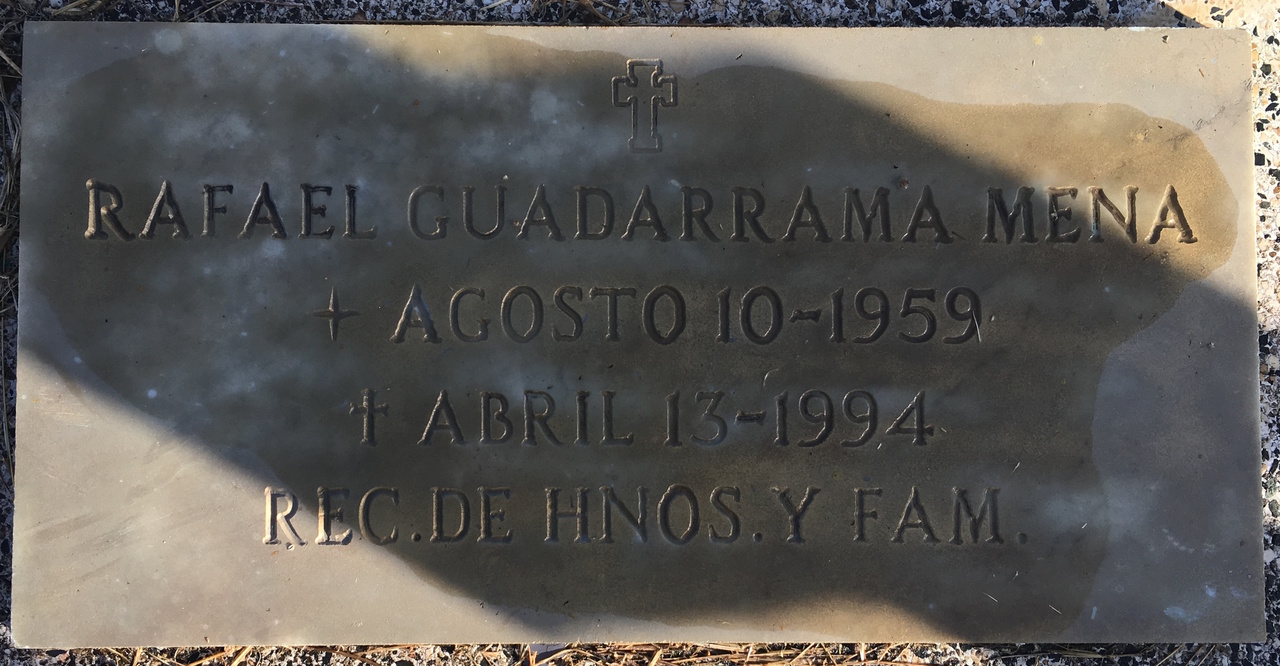 RAFAEL GUADARRAMA MENA
AGOSTO 10-1959
† ABRIL 13-1994
REC. DE HNOS. Y FAM.